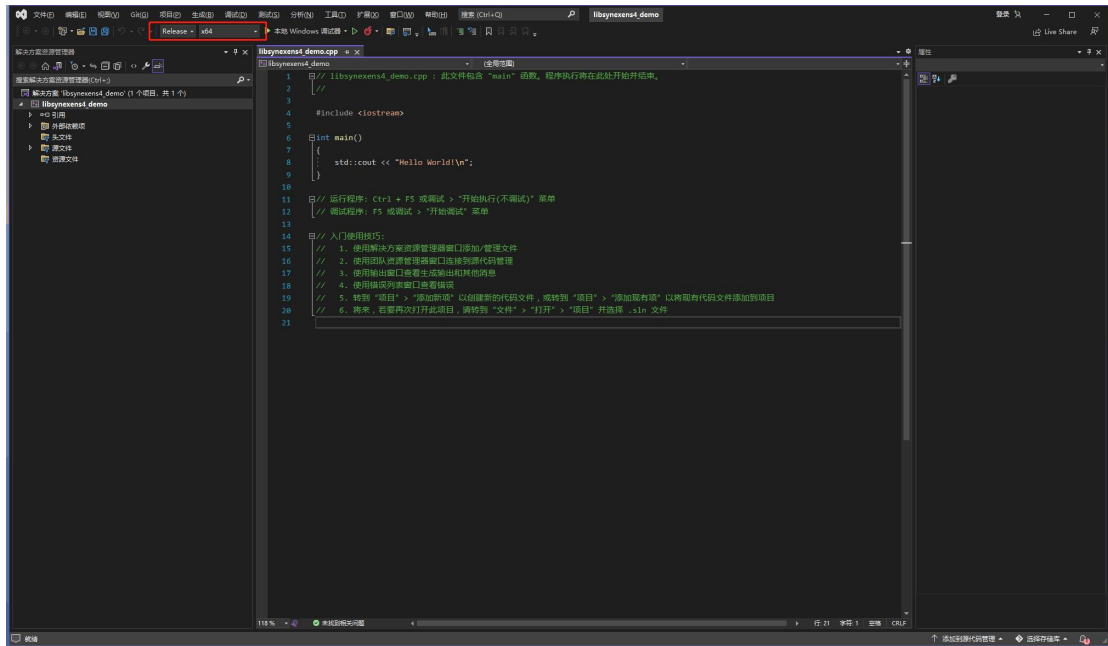 文件(F) 编辑(E) 视图(V) Git(G) 项目(P) 生成(B) 调试(D) 测试(S) 分析(N) 工具(T) 扩展(X) 窗口(W) 帮助(H) 搜索 (Ctrl+Q) libsynexens4_demo 登录
Release x64 本地 Windows 调试器 Live Share
解决方案资源管理器
搜索解决方案资源管理器(Ctrl+;)
解决方案 'libsynexens4_demo' (1 个项目，共 1 个)
libsynexens4_demo
引用
外部依赖项
头文件
源文件
资源文件
libsynexens4_demo.cpp
libsynexens4_demo (全局范围)
1 // libsynexens4_demo.cpp : 此文件包含 "main" 函数。程序执行将在此处开始并结束。
2 //
3
4 #include <iostream>
5
6 int main()
7 {
8 std::cout << "Hello World!\n";
9 }
10
11 // 运行程序: Ctrl + F5 或调试 > "开始执行(不调试)" 菜单
12 // 调试程序: F5 或调试 > "开始调试" 菜单
13
14 // 入门使用技巧:
15 // 1. 使用解决方案资源管理器窗口添加/管理文件
16 // 2. 使用团队资源管理器窗口连接到源代码管理
17 // 3. 使用输出窗口查看生成输出和其他消息
18 // 4. 使用错误列表窗口查看错误
19 // 5. 转到 "项目" > "添加新项" 以创建新的代码文件，或转到 "项目" > "添加现有项" 以将现有代码文件添加到项目
20 // 6. 将来，若要再次打开此项目，请转到 "文件" > "打开" > "项目" 并选择 .sln 文件
21
属性
118 % 未找到相关问题 行: 21 字符: 1 空格 CRLF
就绪 添加到源代码管理 选择存储库